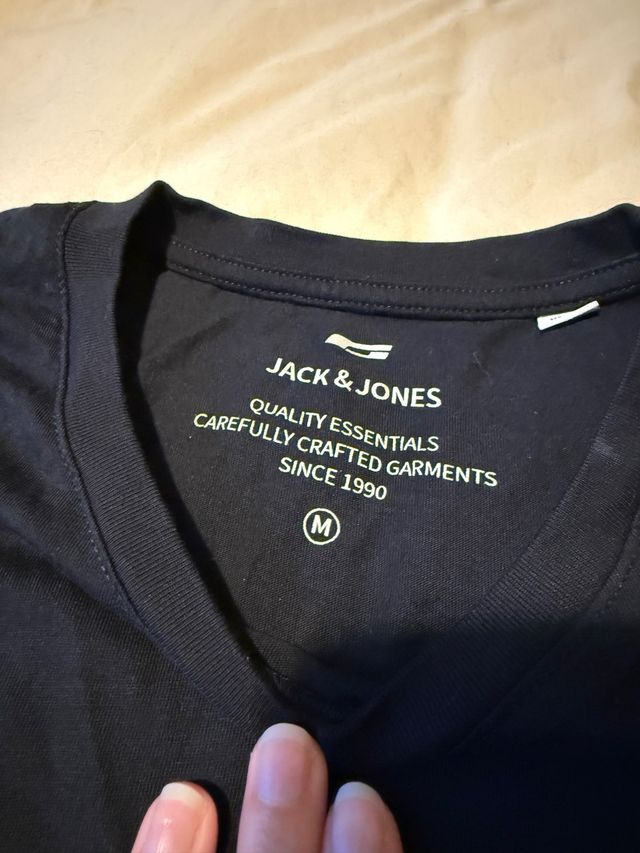 JACK & JONES
QUALITY ESSENTIALS
CAREFULLY CRAFTED GARMENTS
SINCE 1990
M